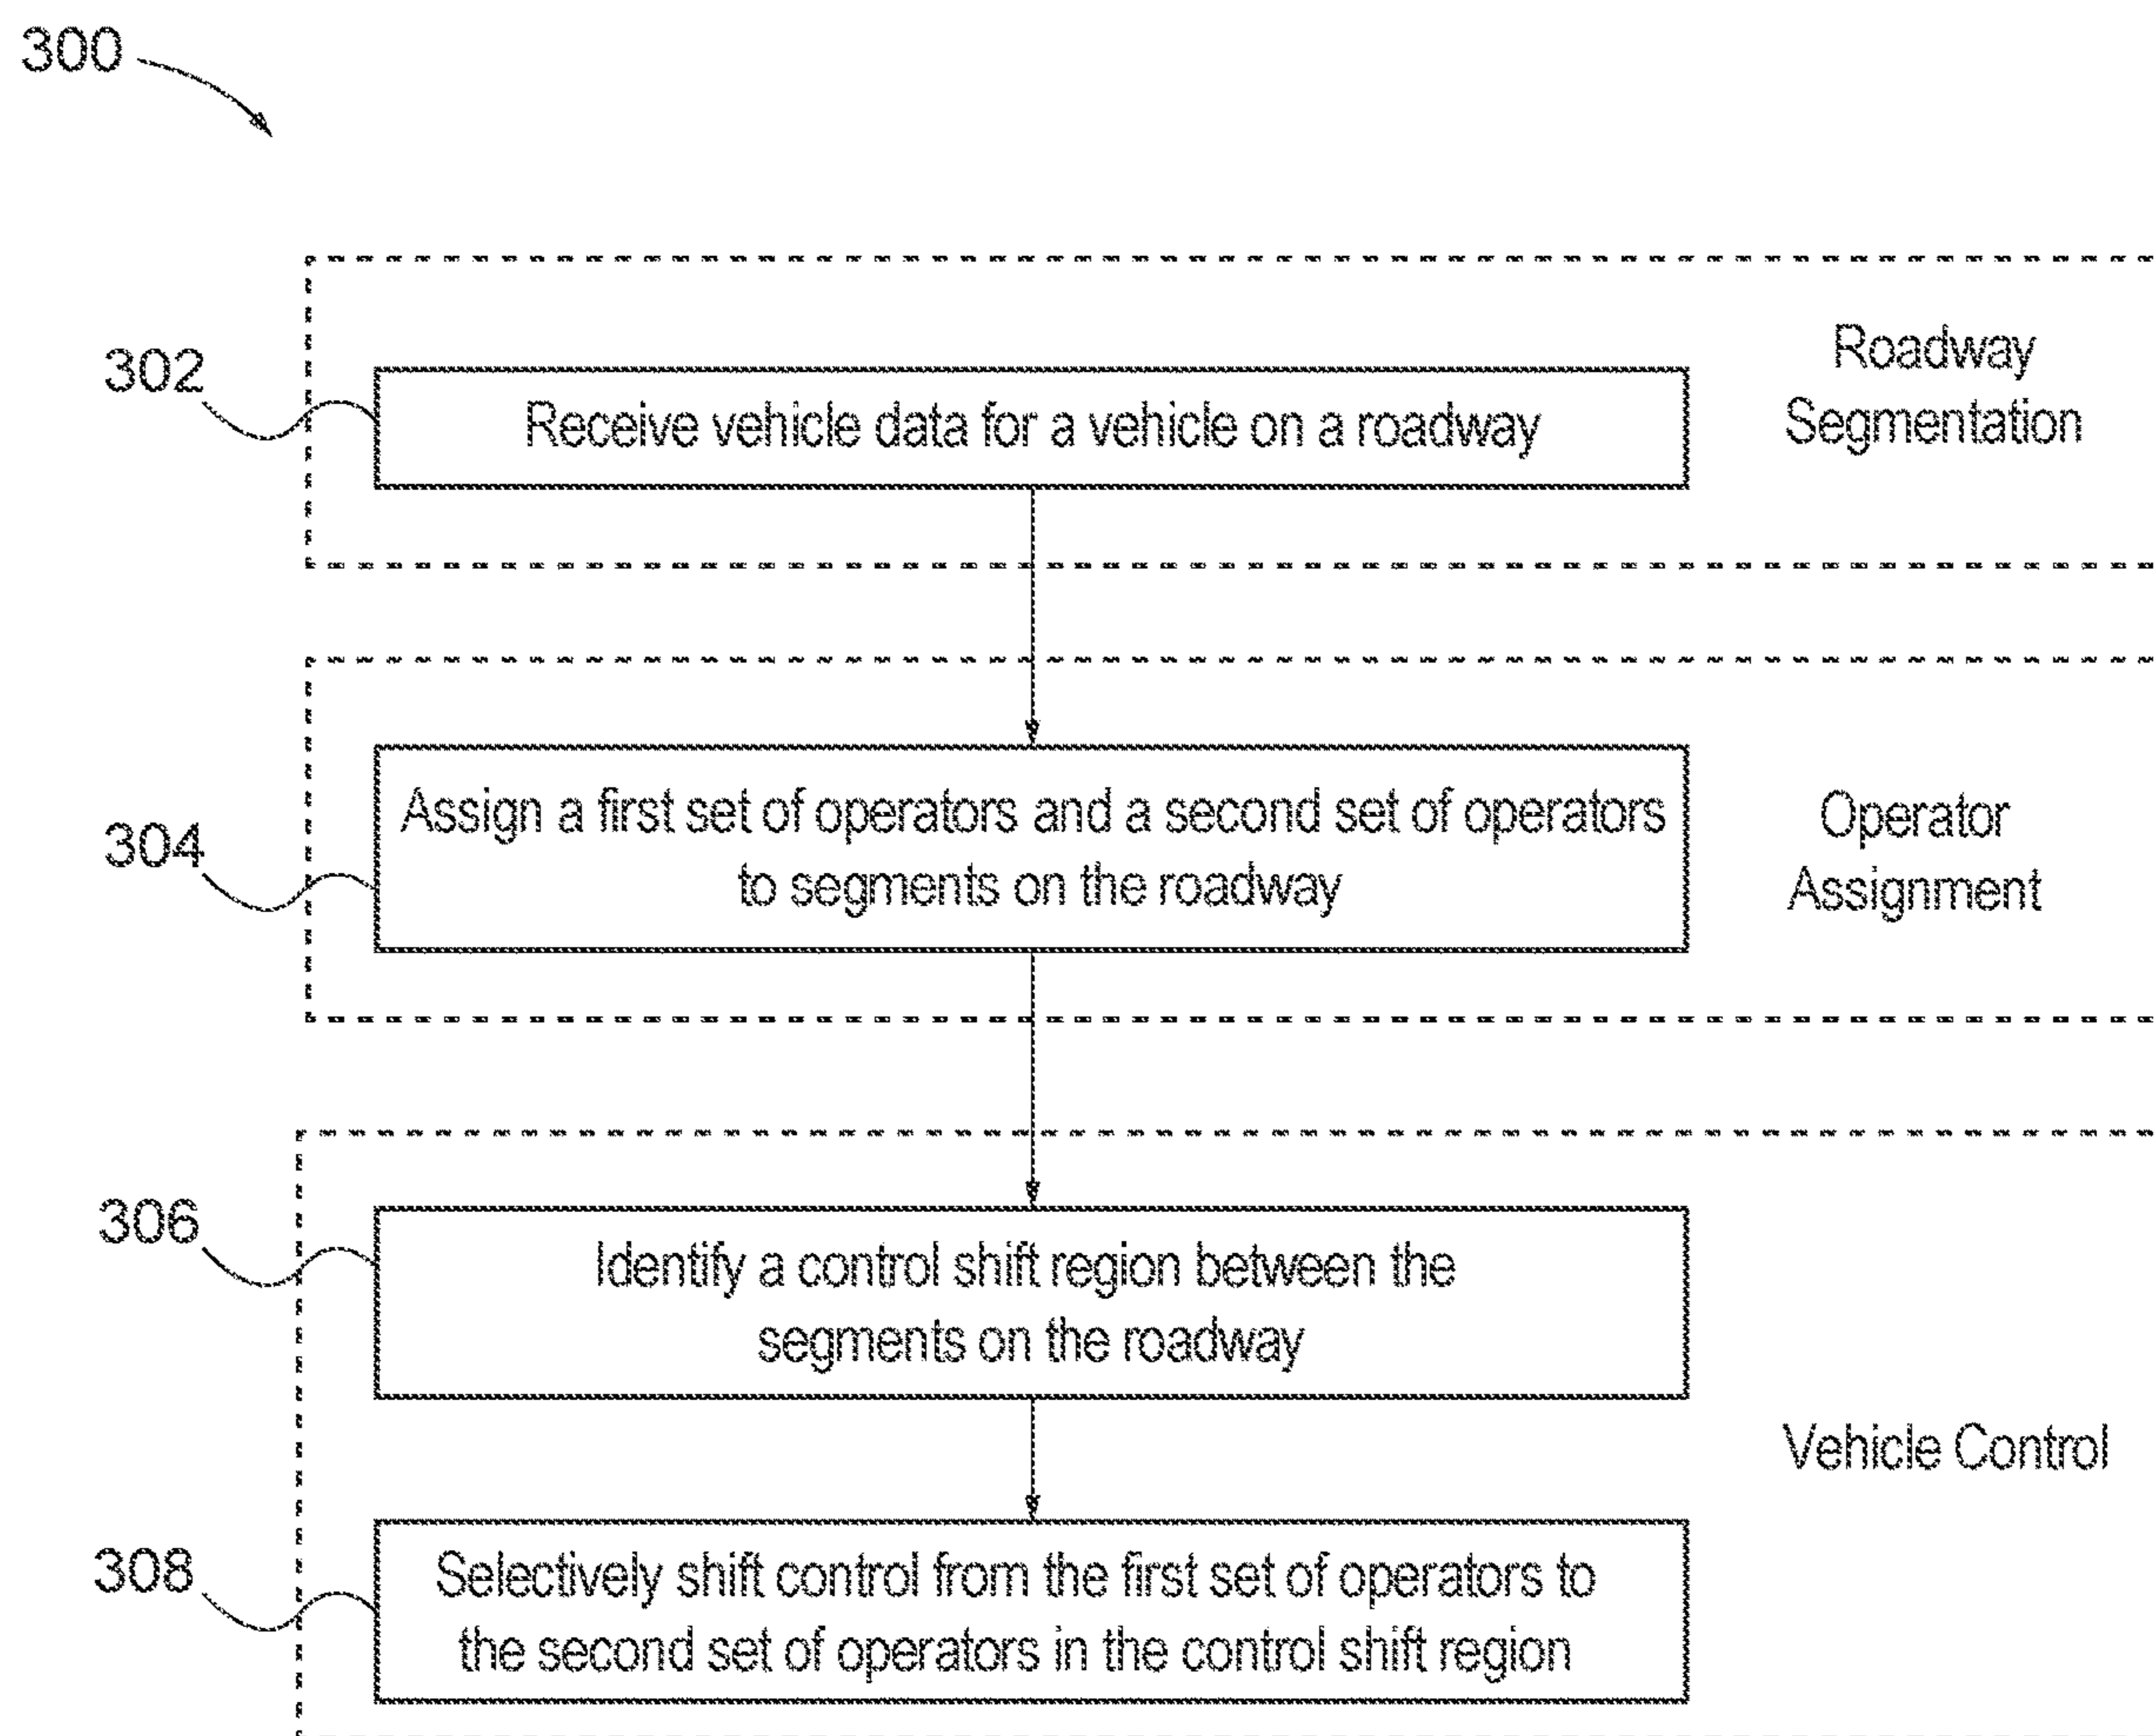 300
302
Receive vehicle data for a vehicle on a roadway
Roadway
Segmentation
304
Assign a first set of operators and a second set of operators
to segments on the roadway
Operator
Assignment
306
Identify a control shift region between the
segments on the roadway
Vehicle Control
308
Selectively shift control from the first set of operators to
the second set of operators in the control shift region